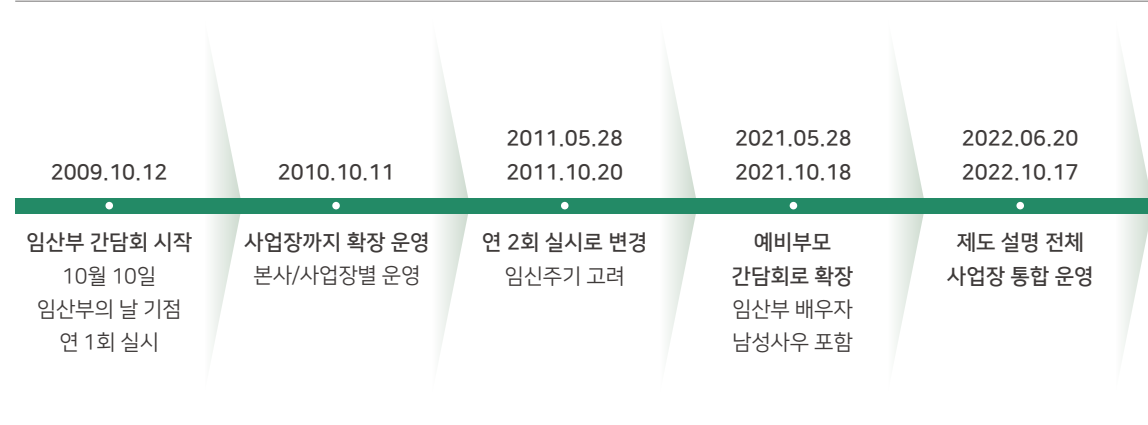 2009.10.12
임산부 간담회 시작
10월 10일
임산부의 날 기점
연 1회 실시
2010.10.11
사업장까지 확장 운영
본사/사업장별 운영
2011.05.28
2011.10.20
연 2회 실시로 변경
임신주기 고려
2021.05.28
2021.10.18
예비부모
간담회로 확장
임산부 배우자
남성사우 포함
2022.06.20
2022.10.17
제도 설명 전체
사업장 통합 운영